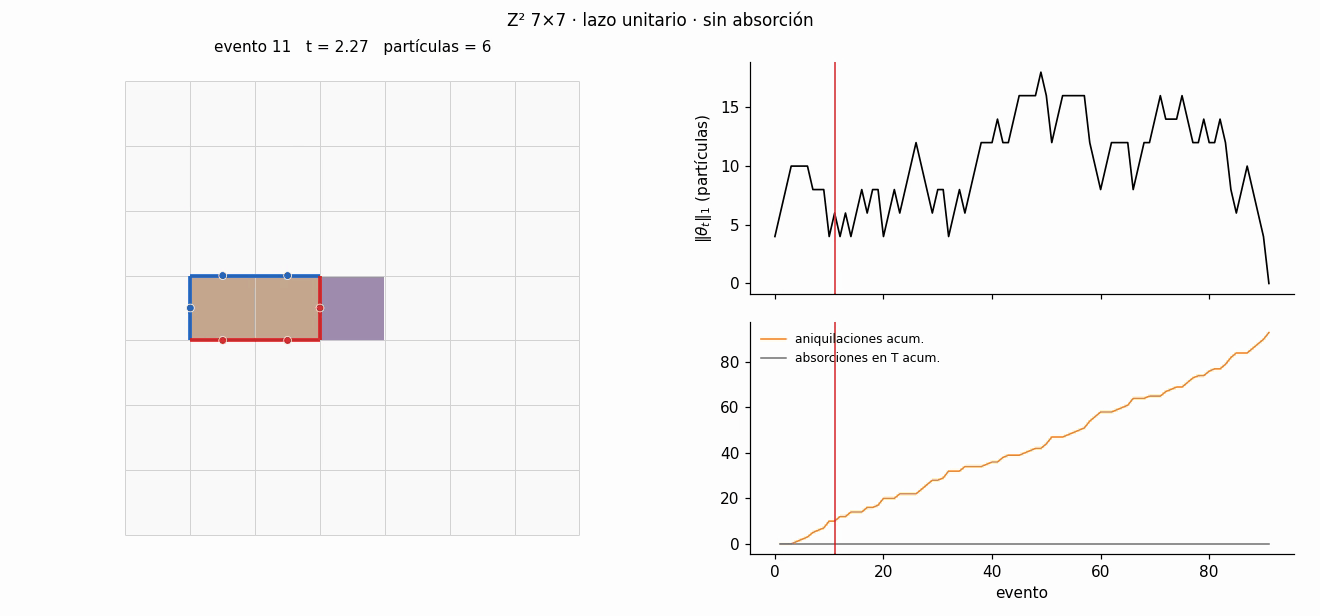 Z² 7×7 · lazo unitario · sin absorción
evento 11   t = 2.27   partículas = 6
‖θₜ‖₁ (partículas)
15
10
5
0
aniquilaciones acum.
absorciones en T acum.
80
60
40
20
0
0 20 40 60 80
evento